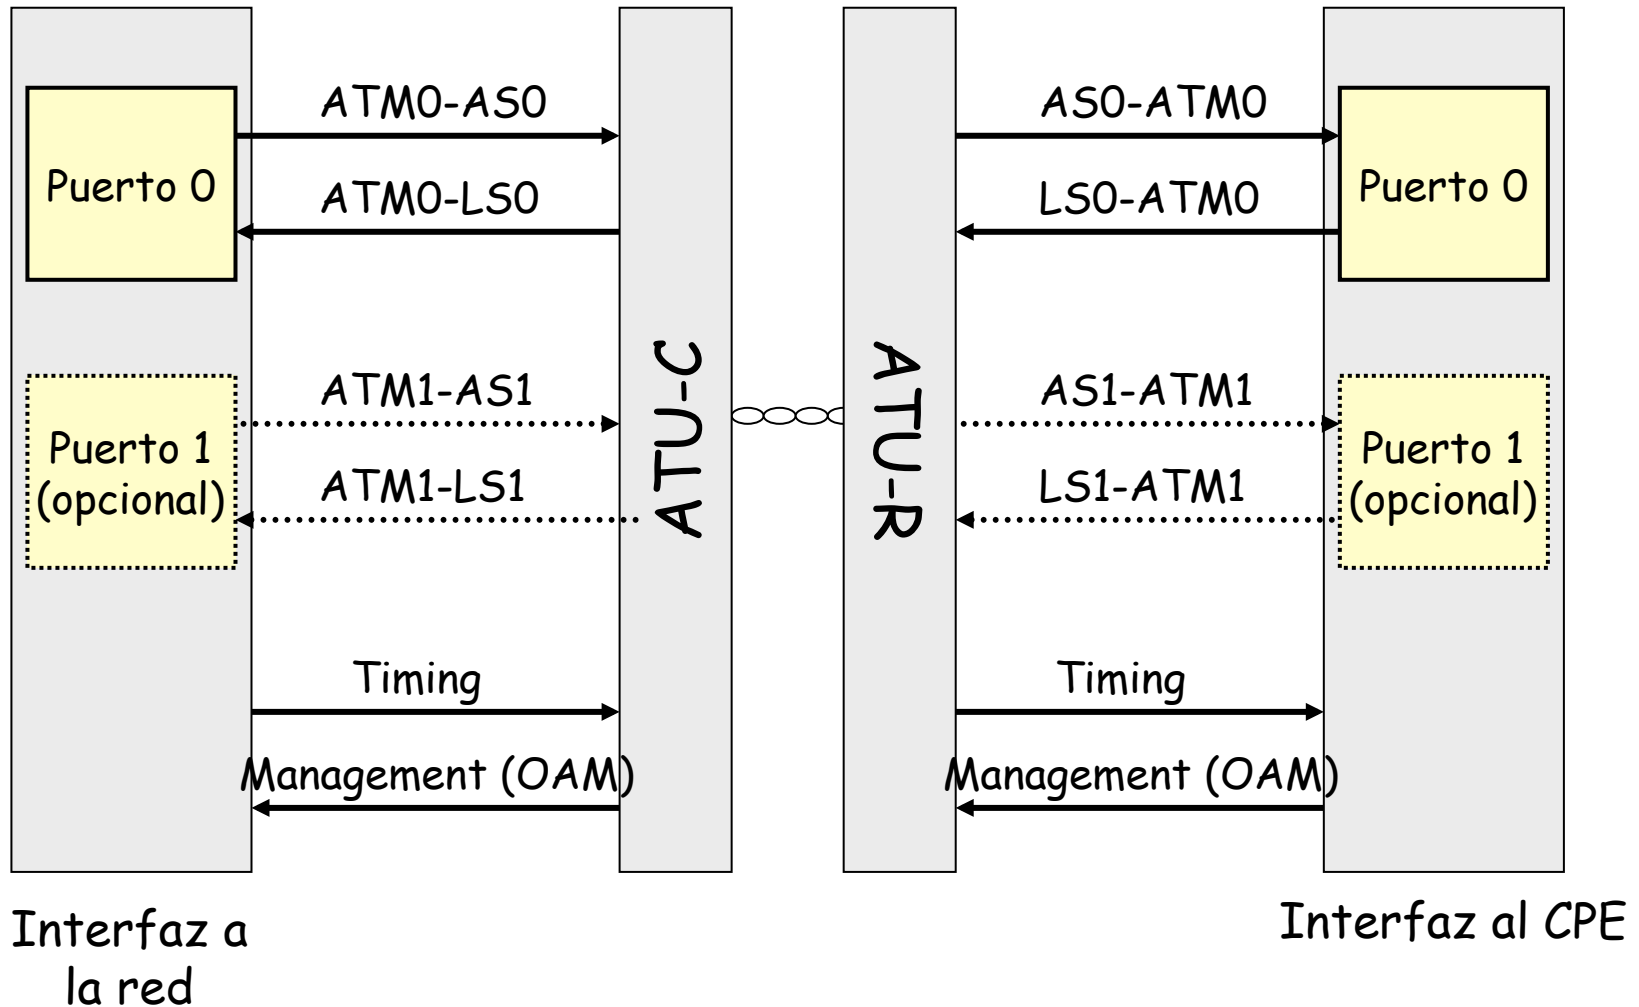 ATM0-AS0
AS0-ATM0
Puerto 0
ATM0-LS0
LS0-ATM0
Puerto 0
ATU-C
ATU-R
ATM1-AS1
AS1-ATM1
Puerto 1
(opcional)
ATM1-LS1
LS1-ATM1
Puerto 1
(opcional)
Timing
Timing
Management (OAM)
Management (OAM)
Interfaz a
la red
Interfaz al CPE